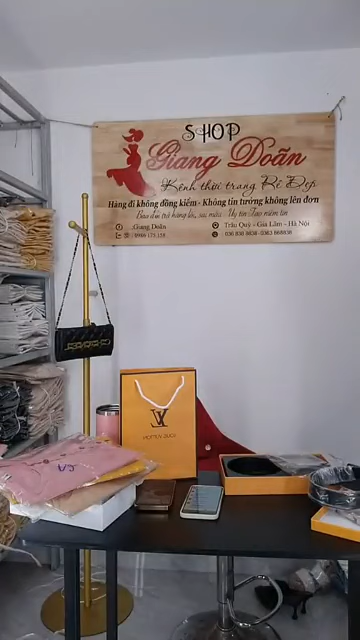 SHOP
Giang Doãn
Kênh thời trang Rẻ Đẹp
Hàng đi không đồng kiểm - Không tin tưởng không lên đơn
Bao đổi trả hàng lỗi, sai mẫu Uy tín Tạo niềm tin
Giang Doãn
Trâu Quỳ - Gia Lâm - Hà Nội
LV